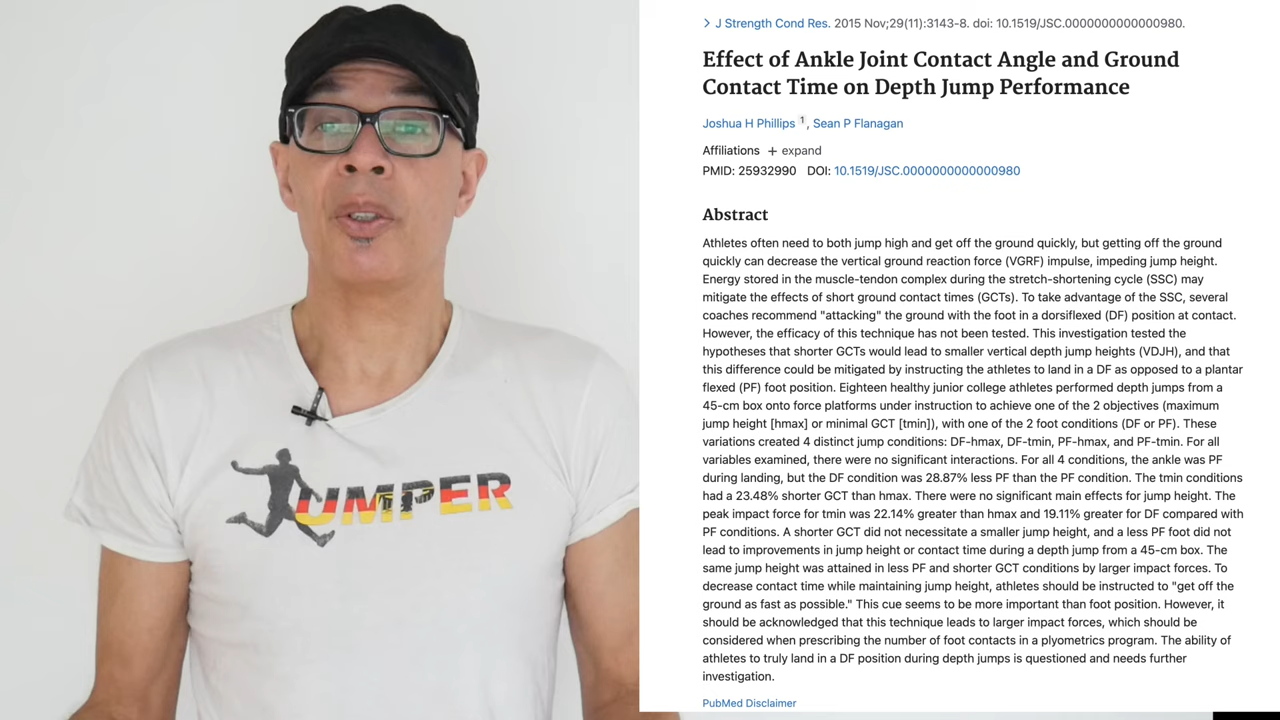 JUMPER
> J Strength Cond Res. 2015 Nov;29(11):3143-8. doi: 10.1519/JSC.0000000000000980.
Effect of Ankle Joint Contact Angle and Ground
Contact Time on Depth Jump Performance
Joshua H Phillips 1, Sean P Flanagan
Affiliations + expand
PMID: 25932990 DOI: 10.1519/JSC.0000000000000980
Abstract
Athletes often need to both jump high and get off the ground quickly, but getting off the ground
quickly can decrease the vertical ground reaction force (VGRF) impulse, impeding jump height.
Energy stored in the muscle-tendon complex during the stretch-shortening cycle (SSC) may
mitigate the effects of short ground contact times (GCTs). To take advantage of the SSC, several
coaches recommend "attacking" the ground with the foot in a dorsiflexed (DF) position at contact.
However, the efficacy of this technique has not been tested. This investigation tested the
hypotheses that shorter GCTs would lead to smaller vertical depth jump heights (VDJH), and that
this difference could be mitigated by instructing the athletes to land in a DF as opposed to a plantar
flexed (PF) foot position. Eighteen healthy junior college athletes performed depth jumps from a
45-cm box onto force platforms under instruction to achieve one of the 2 objectives (maximum
jump height [hmax] or minimal GCT [tmin]), with one of the 2 foot conditions (DF or PF). These
variations created 4 distinct jump conditions: DF-hmax, DF-tmin, PF-hmax, and PF-tmin. For all
variables examined, there were no significant interactions. For all 4 conditions, the ankle was PF
during landing, but the DF condition was 28.87% less PF than the PF condition. The tmin conditions
had a 23.48% shorter GCT than hmax. There were no significant main effects for jump height. The
peak impact force for tmin was 22.14% greater than hmax and 19.11% greater for DF compared with
PF conditions. A shorter GCT did not necessitate a smaller jump height, and a less PF foot did not
lead to improvements in jump height or contact time during a depth jump from a 45-cm box. The
same jump height was attained in less PF and shorter GCT conditions by larger impact forces. To
decrease contact time while maintaining jump height, athletes should be instructed to "get off the
ground as fast as possible." This cue seems to be more important than foot position. However, it
should be acknowledged that this technique leads to larger impact forces, which should be
considered when prescribing the number of foot contacts in a plyometrics program. The ability of
athletes to truly land in a DF position during depth jumps is questioned and needs further
investigation.
PubMed Disclaimer